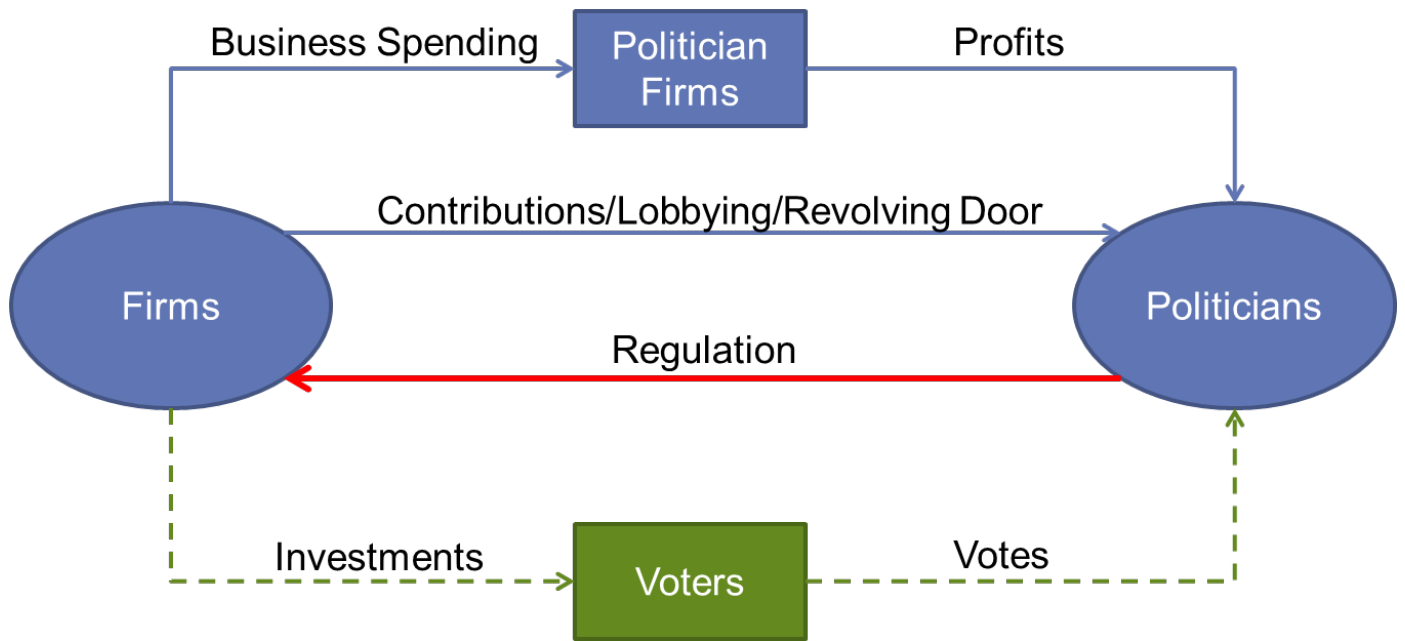 Business Spending
Politician
Firms
Profits
Contributions/Lobbying/Revolving Door
Firms
Politicians
Regulation
Investments
Voters
Votes